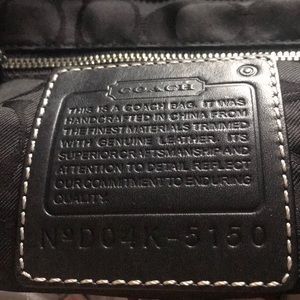 COACH
THIS IS A COACH BAG. IT WAS
HANDCRAFTED IN CHINA FROM
THE FINEST MATERIALS TRIMMED
WITH GENUINE LEATHER. ITS
SUPERIOR CRAFTSMANSHIP AND
ATTENTION TO DETAIL REFLECT
OUR COMMITMENT TO ENDURING
QUALITY.
Nº D04K-5130